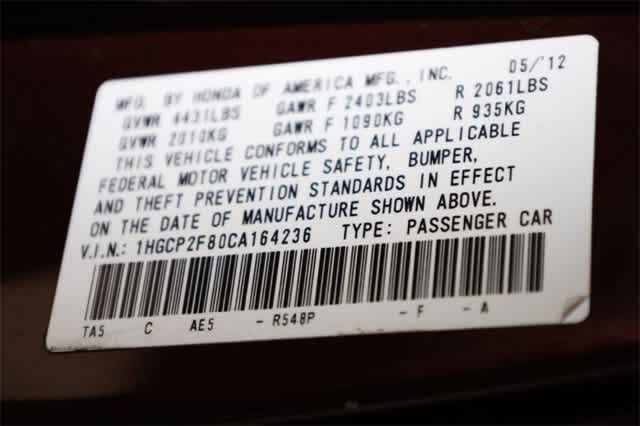 MFD. BY HONDA OF AMERICA MFG., INC. 05/'12
GVWR 4431LBS GAWR F 2403LBS R 2061LBS
GVWR 2010KG GAWR F 1090KG R 935KG
THIS VEHICLE CONFORMS TO ALL APPLICABLE
FEDERAL MOTOR VEHICLE SAFETY, BUMPER,
AND THEFT PREVENTION STANDARDS IN EFFECT
ON THE DATE OF MANUFACTURE SHOWN ABOVE.
V.I.N.: 1HGCP2F80CA164236 TYPE: PASSENGER CAR
TA5 C AE5 - R548P - F - A